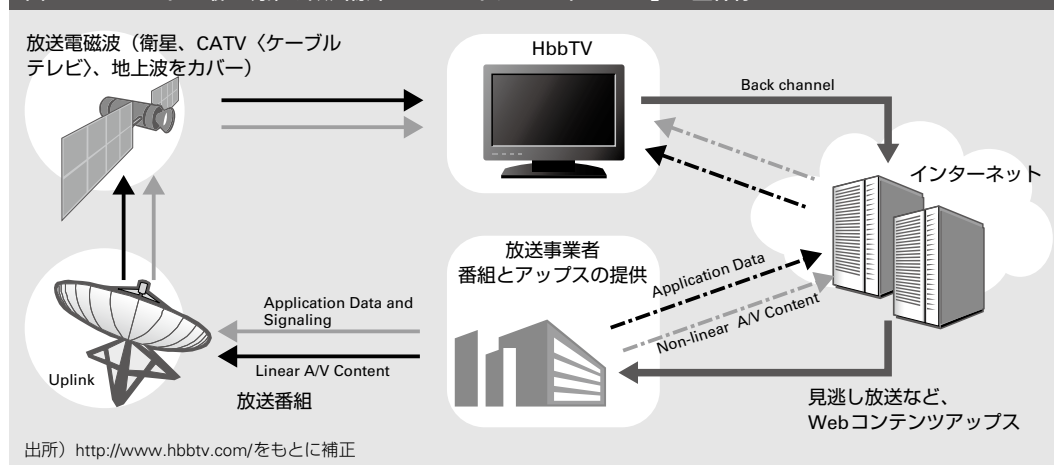 放送電磁波（衛星、CATV〈ケーブル
テレビ〉、地上波をカバー）
HbbTV
Back channel
インターネット
放送事業者
番組とアップスの提供
Application Data
Non-linear A/V Content
Application Data and
Signaling
Linear A/V Content
Uplink
放送番組
見逃し放送など、
Webコンテンツアップス
出所）http://www.hbbtv.com/をもとに補正